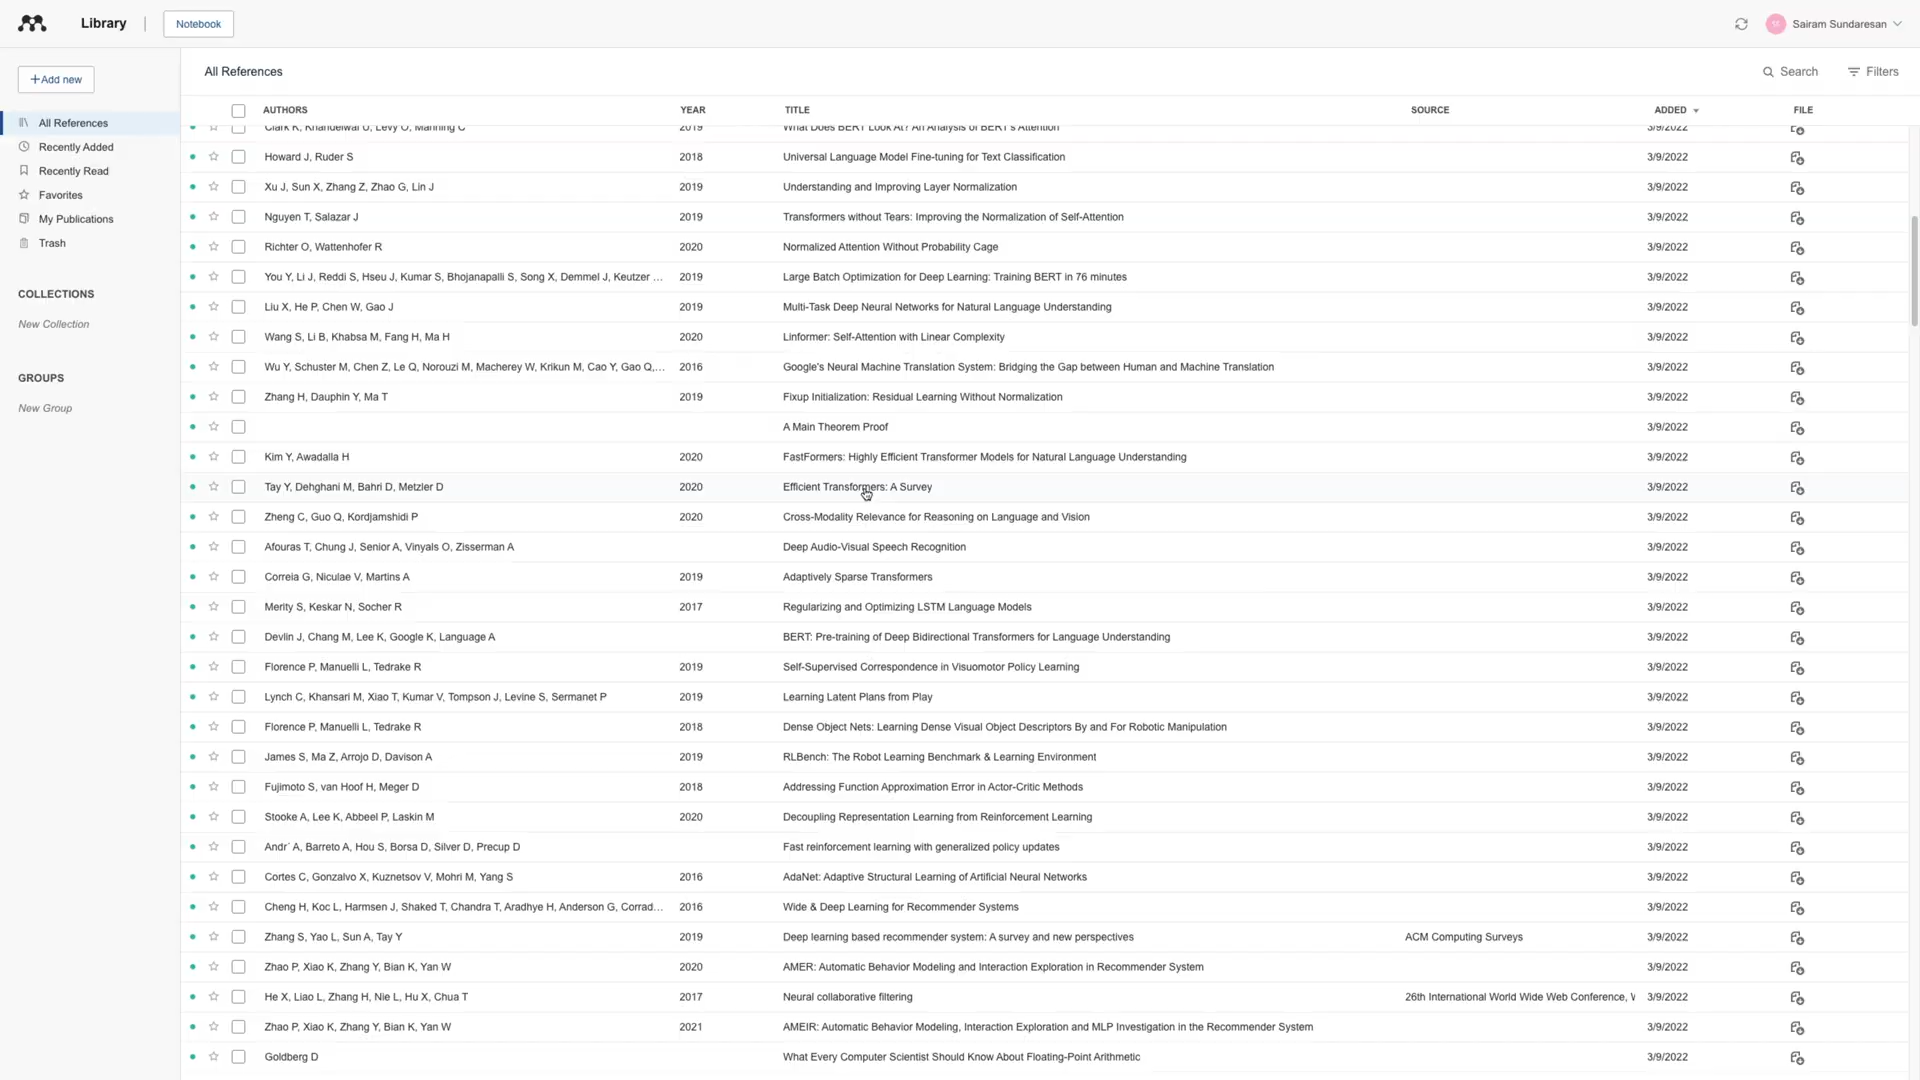 Library | Notebook Sairam Sundaresan
+Add new
All References
Recently Added
Recently Read
Favorites
My Publications
Trash
COLLECTIONS
New Collection
GROUPS
New Group
All References Search Filters
AUTHORS YEAR TITLE SOURCE ADDED FILE
Clark K, Khandelwal U, Levy O, Manning C 2019 What Does BERT Look At? An Analysis of BERT's Attention 3/9/2022
Howard J, Ruder S 2018 Universal Language Model Fine-tuning for Text Classification 3/9/2022
Xu J, Sun X, Zhang Z, Zhao G, Lin J 2019 Understanding and Improving Layer Normalization 3/9/2022
Nguyen T, Salazar J 2019 Transformers without Tears: Improving the Normalization of Self-Attention 3/9/2022
Richter O, Wattenhofer R 2020 Normalized Attention Without Probability Cage 3/9/2022
You Y, Li J, Reddi S, Hseu J, Kumar S, Bhojanapalli S, Song X, Demmel J, Keutzer ... 2019 Large Batch Optimization for Deep Learning: Training BERT in 76 minutes 3/9/2022
Liu X, He P, Chen W, Gao J 2019 Multi-Task Deep Neural Networks for Natural Language Understanding 3/9/2022
Wang S, Li B, Khabsa M, Fang H, Ma H 2020 Linformer: Self-Attention with Linear Complexity 3/9/2022
Wu Y, Schuster M, Chen Z, Le Q, Norouzi M, Macherey W, Krikun M, Cao Y, Gao Q,... 2016 Google's Neural Machine Translation System: Bridging the Gap between Human and Machine Translation 3/9/2022
Zhang H, Dauphin Y, Ma T 2019 Fixup Initialization: Residual Learning Without Normalization 3/9/2022
A Main Theorem Proof 3/9/2022
Kim Y, Awadalla H 2020 FastFormers: Highly Efficient Transformer Models for Natural Language Understanding 3/9/2022
Tay Y, Dehghani M, Bahri D, Metzler D 2020 Efficient Transformers: A Survey 3/9/2022
Zheng C, Guo Q, Kordjamshidi P 2020 Cross-Modality Relevance for Reasoning on Language and Vision 3/9/2022
Afouras T, Chung J, Senior A, Vinyals O, Zisserman A Deep Audio-Visual Speech Recognition 3/9/2022
Correia G, Niculae V, Martins A 2019 Adaptively Sparse Transformers 3/9/2022
Merity S, Keskar N, Socher R 2017 Regularizing and Optimizing LSTM Language Models 3/9/2022
Devlin J, Chang M, Lee K, Google K, Language A BERT: Pre-training of Deep Bidirectional Transformers for Language Understanding 3/9/2022
Florence P, Manuelli L, Tedrake R 2019 Self-Supervised Correspondence in Visuomotor Policy Learning 3/9/2022
Lynch C, Khansari M, Xiao T, Kumar V, Tompson J, Levine S, Sermanet P 2019 Learning Latent Plans from Play 3/9/2022
Florence P, Manuelli L, Tedrake R 2018 Dense Object Nets: Learning Dense Visual Object Descriptors By and For Robotic Manipulation 3/9/2022
James S, Ma Z, Arrojo D, Davison A 2019 RLBench: The Robot Learning Benchmark & Learning Environment 3/9/2022
Fujimoto S, van Hoof H, Meger D 2018 Addressing Function Approximation Error in Actor-Critic Methods 3/9/2022
Stooke A, Lee K, Abbeel P, Laskin M 2020 Decoupling Representation Learning from Reinforcement Learning 3/9/2022
Andr´ A, Barreto A, Hou S, Borsa D, Silver D, Precup D Fast reinforcement learning with generalized policy updates 3/9/2022
Cortes C, Gonzalvo X, Kuznetsov V, Mohri M, Yang S 2016 AdaNet: Adaptive Structural Learning of Artificial Neural Networks 3/9/2022
Cheng H, Koc L, Harmsen J, Shaked T, Chandra T, Aradhye H, Anderson G, Corrad... 2016 Wide & Deep Learning for Recommender Systems 3/9/2022
Zhang S, Yao L, Sun A, Tay Y 2019 Deep learning based recommender system: A survey and new perspectives ACM Computing Surveys 3/9/2022
Zhao P, Xiao K, Zhang Y, Bian K, Yan W 2020 AMER: Automatic Behavior Modeling and Interaction Exploration in Recommender System 3/9/2022
He X, Liao L, Zhang H, Nie L, Hu X, Chua T 2017 Neural collaborative filtering 26th International World Wide Web Conference, 3/9/2022
Zhao P, Xiao K, Zhang Y, Bian K, Yan W 2021 AMEIR: Automatic Behavior Modeling, Interaction Exploration and MLP Investigation in the Recommender System 3/9/2022
Goldberg D What Every Computer Scientist Should Know About Floating-Point Arithmetic 3/9/2022